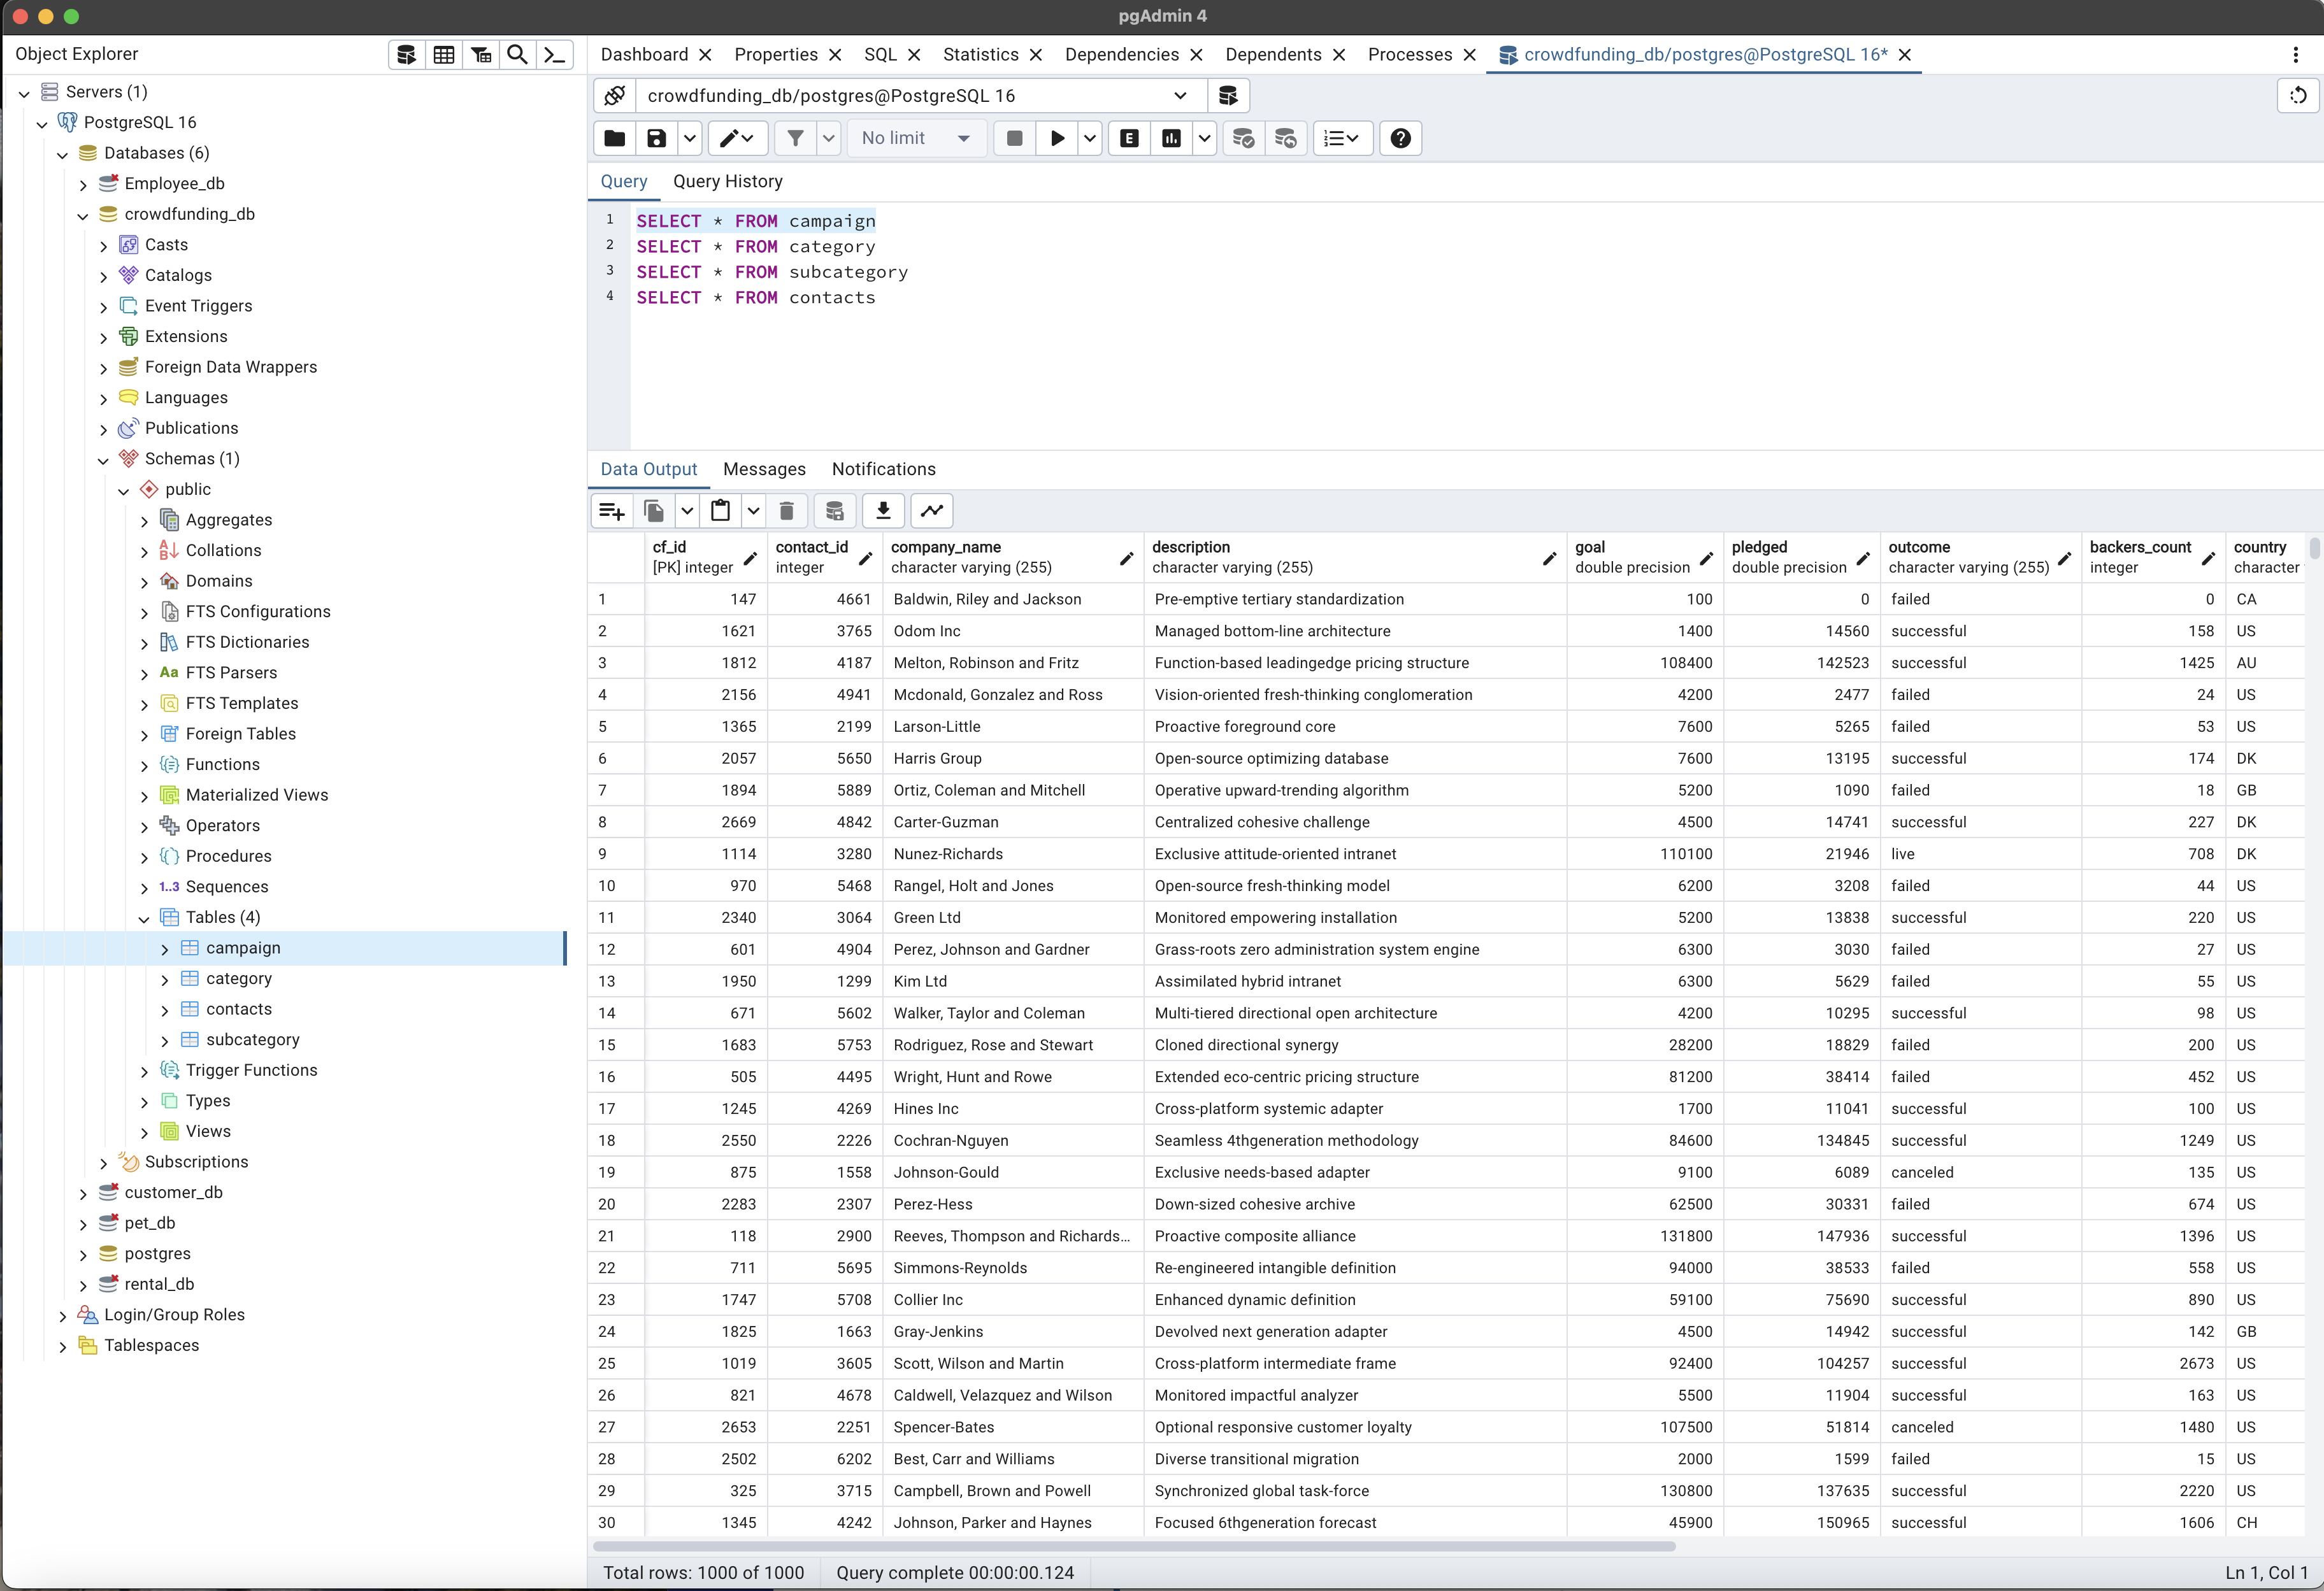 pgAdmin 4
Object Explorer
Servers (1)
PostgreSQL 16
Databases (6)
Employee_db
crowdfunding_db
Casts
Catalogs
Event Triggers
Extensions
Foreign Data Wrappers
Languages
Publications
Schemas (1)
public
Aggregates
Collations
Domains
FTS Configurations
FTS Dictionaries
Aa FTS Parsers
FTS Templates
Foreign Tables
Functions
Materialized Views
Operators
Procedures
1..3 Sequences
Tables (4)
campaign
category
contacts
subcategory
Trigger Functions
Types
Views
Subscriptions
customer_db
pet_db
postgres
rental_db
Login/Group Roles
Tablespaces
Dashboard Properties SQL Statistics Dependencies Dependents Processes crowdfunding_db/postgres@PostgreSQL 16*
crowdfunding_db/postgres@PostgreSQL 16
No limit E
Query Query History
1 SELECT * FROM campaign
2 SELECT * FROM category
3 SELECT * FROM subcategory
4 SELECT * FROM contacts
Data Output Messages Notifications
cf_id contact_id company_name description goal pledged outcome backers_count country
[PK] integer integer character varying (255) character varying (255) double precision double precision character varying (255) integer character
1 147 4661 Baldwin, Riley and Jackson Pre-emptive tertiary standardization 100 0 failed 0 CA
2 1621 3765 Odom Inc Managed bottom-line architecture 1400 14560 successful 158 US
3 1812 4187 Melton, Robinson and Fritz Function-based leadingedge pricing structure 108400 142523 successful 1425 AU
4 2156 4941 Mcdonald, Gonzalez and Ross Vision-oriented fresh-thinking conglomeration 4200 2477 failed 24 US
5 1365 2199 Larson-Little Proactive foreground core 7600 5265 failed 53 US
6 2057 5650 Harris Group Open-source optimizing database 7600 13195 successful 174 DK
7 1894 5889 Ortiz, Coleman and Mitchell Operative upward-trending algorithm 5200 1090 failed 18 GB
8 2669 4842 Carter-Guzman Centralized cohesive challenge 4500 14741 successful 227 DK
9 1114 3280 Nunez-Richards Exclusive attitude-oriented intranet 110100 21946 live 708 DK
10 970 5468 Rangel, Holt and Jones Open-source fresh-thinking model 6200 3208 failed 44 US
11 2340 3064 Green Ltd Monitored empowering installation 5200 13838 successful 220 US
12 601 4904 Perez, Johnson and Gardner Grass-roots zero administration system engine 6300 3030 failed 27 US
13 1950 1299 Kim Ltd Assimilated hybrid intranet 6300 5629 failed 55 US
14 671 5602 Walker, Taylor and Coleman Multi-tiered directional open architecture 4200 10295 successful 98 US
15 1683 5753 Rodriguez, Rose and Stewart Cloned directional synergy 28200 18829 failed 200 US
16 505 4495 Wright, Hunt and Rowe Extended eco-centric pricing structure 81200 38414 failed 452 US
17 1245 4269 Hines Inc Cross-platform systemic adapter 1700 11041 successful 100 US
18 2550 2226 Cochran-Nguyen Seamless 4thgeneration methodology 84600 134845 successful 1249 US
19 875 1558 Johnson-Gould Exclusive needs-based adapter 9100 6089 canceled 135 US
20 2283 2307 Perez-Hess Down-sized cohesive archive 62500 30331 failed 674 US
21 118 2900 Reeves, Thompson and Richards... Proactive composite alliance 131800 147936 successful 1396 US
22 711 5695 Simmons-Reynolds Re-engineered intangible definition 94000 38533 failed 558 US
23 1747 5708 Collier Inc Enhanced dynamic definition 59100 75690 successful 890 US
24 1825 1663 Gray-Jenkins Devolved next generation adapter 4500 14942 successful 142 GB
25 1019 3605 Scott, Wilson and Martin Cross-platform intermediate frame 92400 104257 successful 2673 US
26 821 4678 Caldwell, Velazquez and Wilson Monitored impactful analyzer 5500 11904 successful 163 US
27 2653 2251 Spencer-Bates Optional responsive customer loyalty 107500 51814 canceled 1480 US
28 2502 6202 Best, Carr and Williams Diverse transitional migration 2000 1599 failed 15 US
29 325 3715 Campbell, Brown and Powell Synchronized global task-force 130800 137635 successful 2220 US
30 1345 4242 Johnson, Parker and Haynes Focused 6thgeneration forecast 45900 150965 successful 1606 CH
Total rows: 1000 of 1000 Query complete 00:00:00.124 Ln 1, Col 1